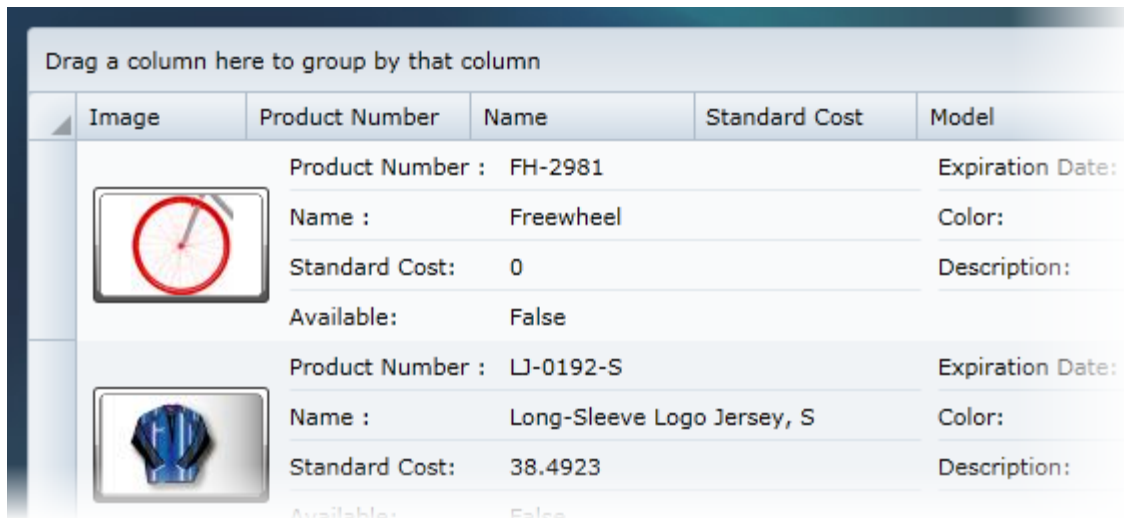 Drag a column here to group by that column
Image Product Number Name Standard Cost Model
Product Number : FH-2981 Expiration Date:
Name : Freewheel Color:
Standard Cost: 0 Description:
Available: False
Product Number : LJ-0192-S Expiration Date:
Name : Long-Sleeve Logo Jersey, S Color:
Standard Cost: 38.4923 Description:
Available: False